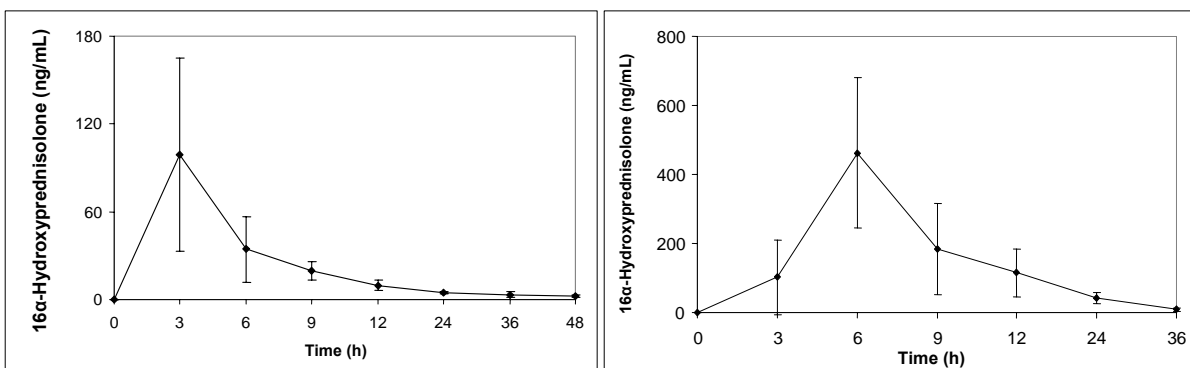 16α-Hydroxyprednisolone (ng/mL)
180
120
60
0
0 3 6 9 12 24 36 48
Time (h)
16α-Hydroxyprednisolone (ng/mL)
800
600
400
200
0
0 3 6 9 12 24 36
Time (h)